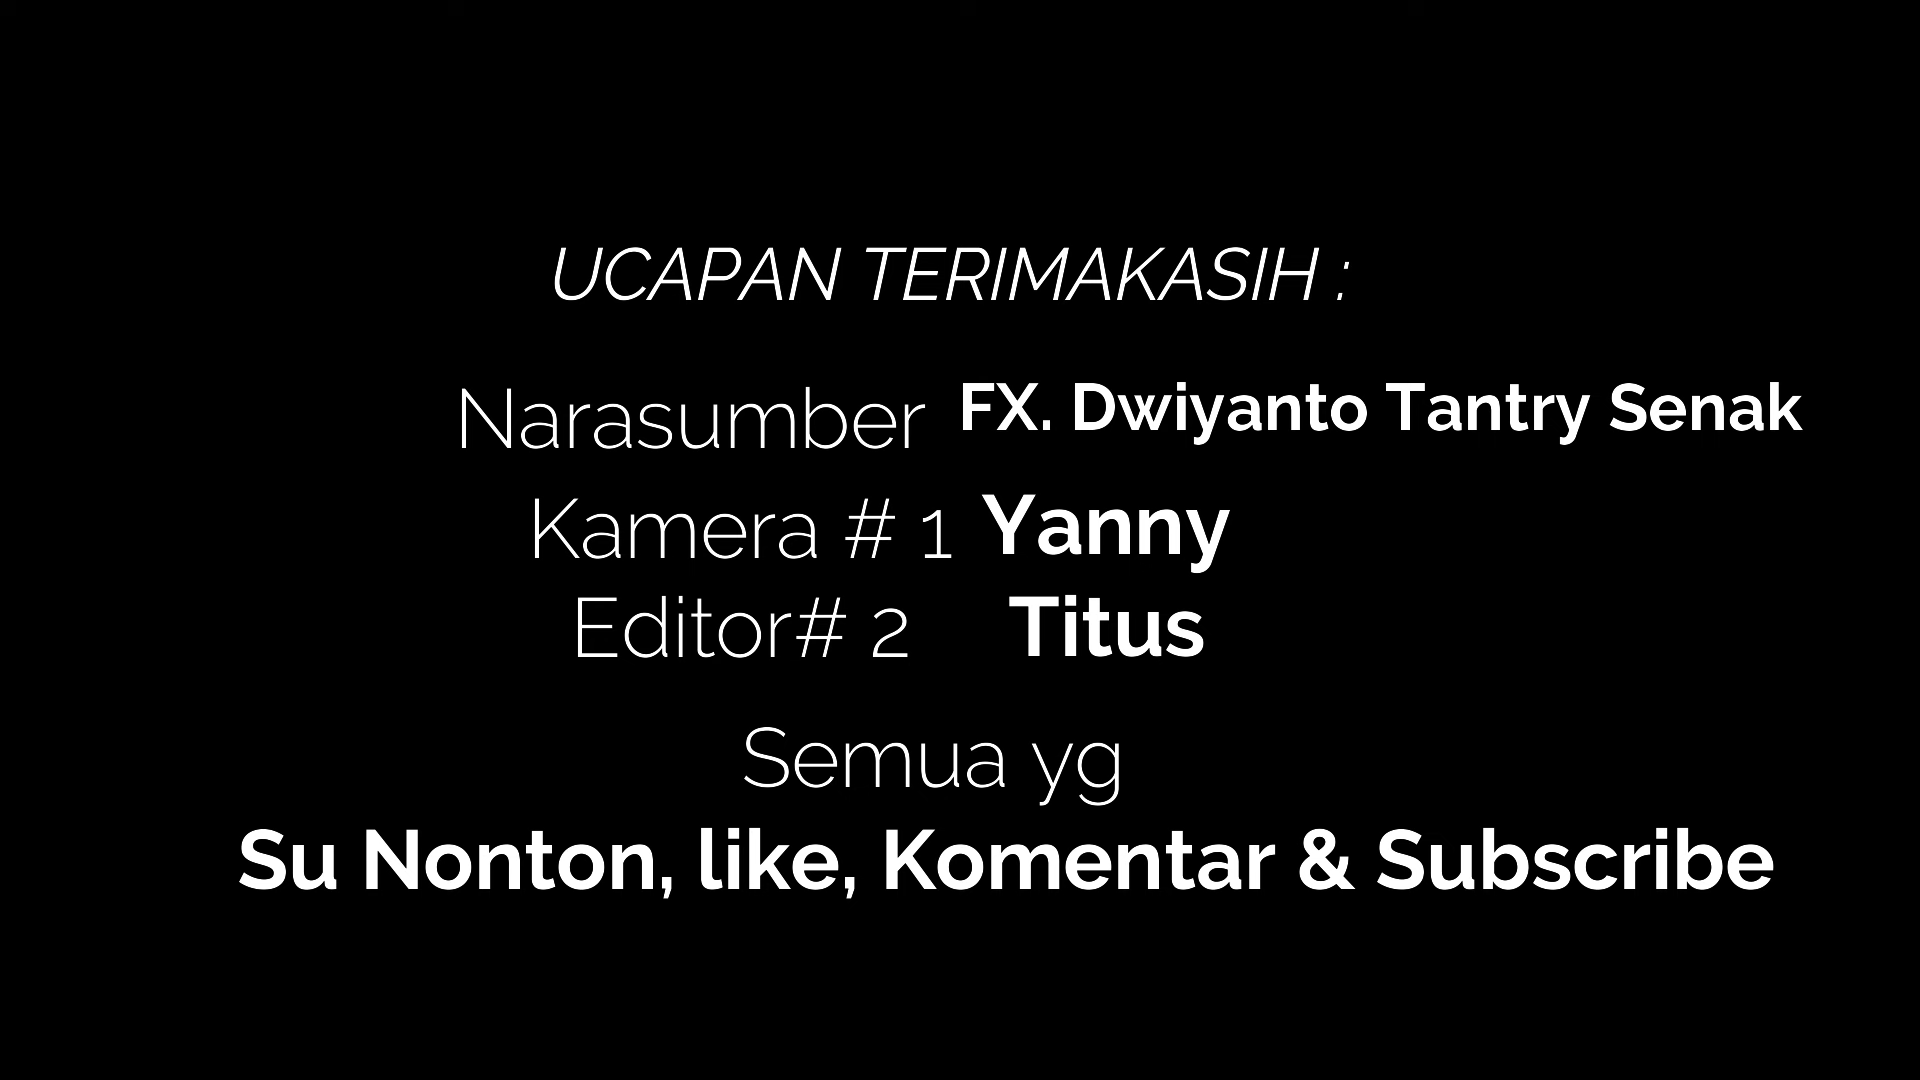 UCAPAN TERIMAKASIH :
Narasumber FX. Dwiyanto Tantry Senak
Kamera # 1 Yanny
Editor# 2 Titus
Semua yg
Su Nonton, like, Komentar & Subscribe